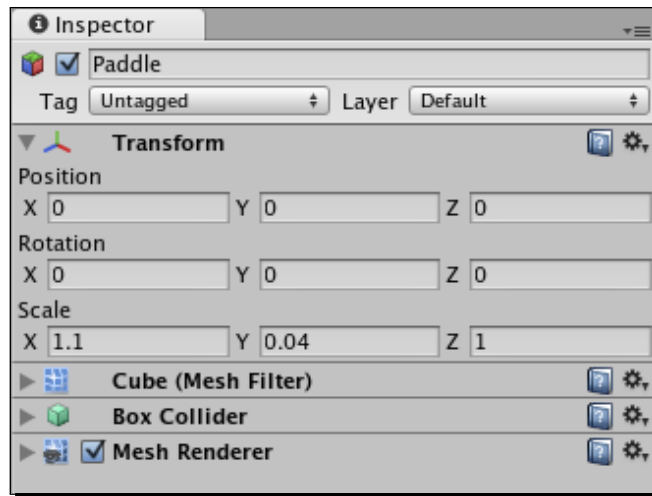 Inspector
Paddle
Tag Untagged Layer Default
Transform
Position
X 0 Y 0 Z 0
Rotation
X 0 Y 0 Z 0
Scale
X 1.1 Y 0.04 Z 1
Cube (Mesh Filter)
Box Collider
Mesh Renderer